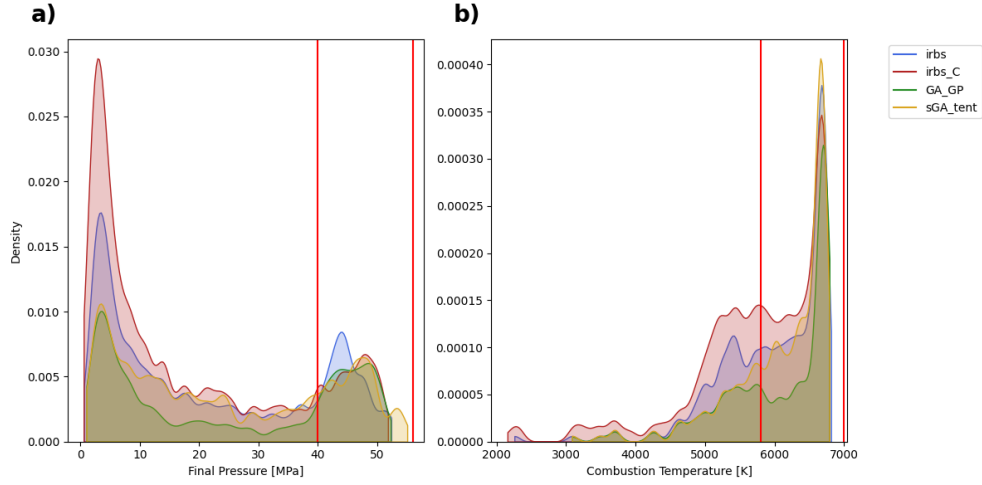 a)
b)
Density
0.030
0.025
0.020
0.015
0.010
0.005
0.000
0 10 20 30 40 50
Final Pressure [MPa]
0.00040
0.00035
0.00030
0.00025
0.00020
0.00015
0.00010
0.00005
0.00000
2000 3000 4000 5000 6000 7000
Combustion Temperature [K]
irbs
irbs_C
GA_GP
sGA_tent